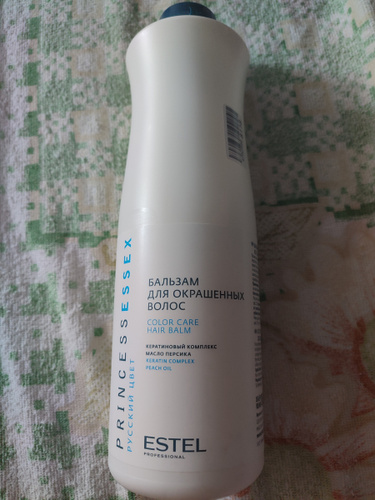 PRINCESS ESSEX
РУССКИЙ ЦВЕТ
БАЛЬЗАМ
ДЛЯ ОКРАШЕННЫХ
ВОЛОС
COLOR CARE
HAIR BALM
КЕРАТИНОВЫЙ КОМПЛЕКС
МАСЛО ПЕРСИКА
KERATIN COMPLEX
PEACH OIL
ESTEL
PROFESSIONAL